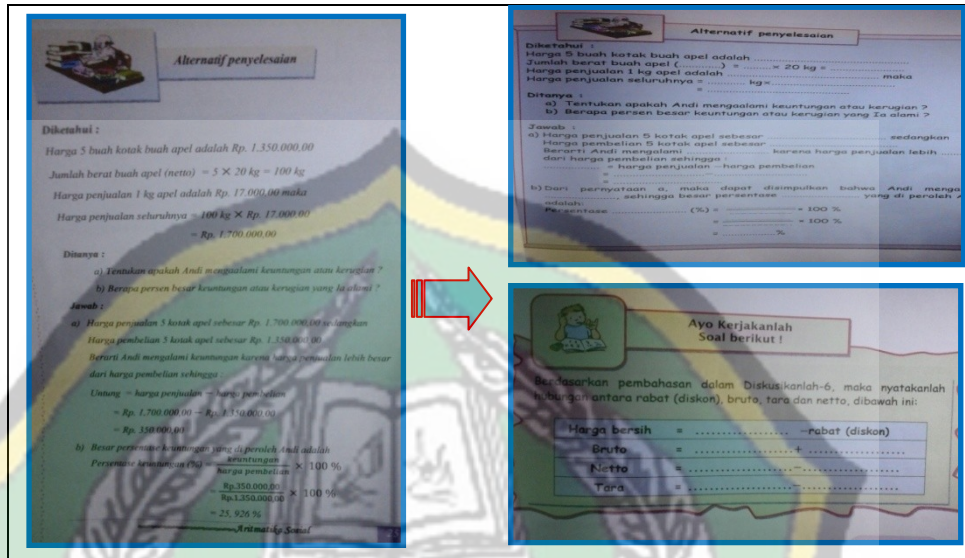 Alternatif penyelesaian
Diketahui :
Harga 5 buah kotak buah apel adalah Rp. 1.350.000,00
Jumlah berat buah apel (netto) = 5 × 20 kg = 100 kg
Harga penjualan 1 kg apel adalah Rp. 17.000,00 maka
Harga penjualan seluruhnya = 100 kg × Rp. 17.000,00
= Rp. 1.700.000,00
Ditanya :
a) Tentukan apakah Andi mengaalami keuntungan atau kerugian ?
b) Berapa persen besar keuntungan atau kerugian yang Ia alami ?
Jawab :
a) Harga penjualan 5 kotak apel sebesar Rp. 1.700.000,00 sedangkan
Harga pembelian 5 kotak apel sebesar Rp. 1.350.000,00
Berarti Andi mengalami keuntungan karena harga penjualan lebih besar
dari harga pembelian sehingga :
Untung = harga penjualan − harga pembelian
= Rp. 1.700.000,00 − Rp. 1.350.000,00
= Rp. 350.000,00
b) Besar persentase keuntungan yang di peroleh Andi adalah
Persentase keuntungan (%) = keuntungan / harga pembelian × 100 %
= Rp.350.000,00 / Rp.1.350.000,00 × 100 %
= 25, 926 %
Aritmatika Sosial
Alternatif penyelesaian
Diketahui :
Harga 5 buah kotak buah apel adalah ....................
Jumlah berat buah apel (..........) = ....... × 20 kg = ....................
Harga penjualan 1 kg apel adalah .................... maka
Harga penjualan seluruhnya = .......... kg× ....................
= ....................
Ditanya :
a) Tentukan apakah Andi mengaalami keuntungan atau kerugian ?
b) Berapa persen besar keuntungan atau kerugian yang Ia alami ?
Jawab :
a) Harga penjualan 5 kotak apel sebesar .................... sedangkan
Harga pembelian 5 kotak apel sebesar ....................
Berarti Andi mengalami .................... karena harga penjualan lebih ..........
dari harga pembelian sehingga :
.......... = harga penjualan − harga pembelian
= ....................
= ....................
b) Dari pernyataan a, maka dapat disimpulkan bahwa Andi menga
...................., sehingga besar persentase .................... yang di peroleh
adalah:
Persentase .................... (%) = .................... × 100 %
= .................... × 100 %
= .................... %
Ayo Kerjakanlah
Soal berikut !
Berdasarkan pembahasan dalam Diskusikanlah-6, maka nyatakanlah
hubungan antara rabat (diskon), bruto, tara dan netto, dibawah ini:
Harga bersih = .................... −rabat (diskon)
Bruto = .................... + ....................
Netto = .................... − ....................
Tara = .................... − ....................